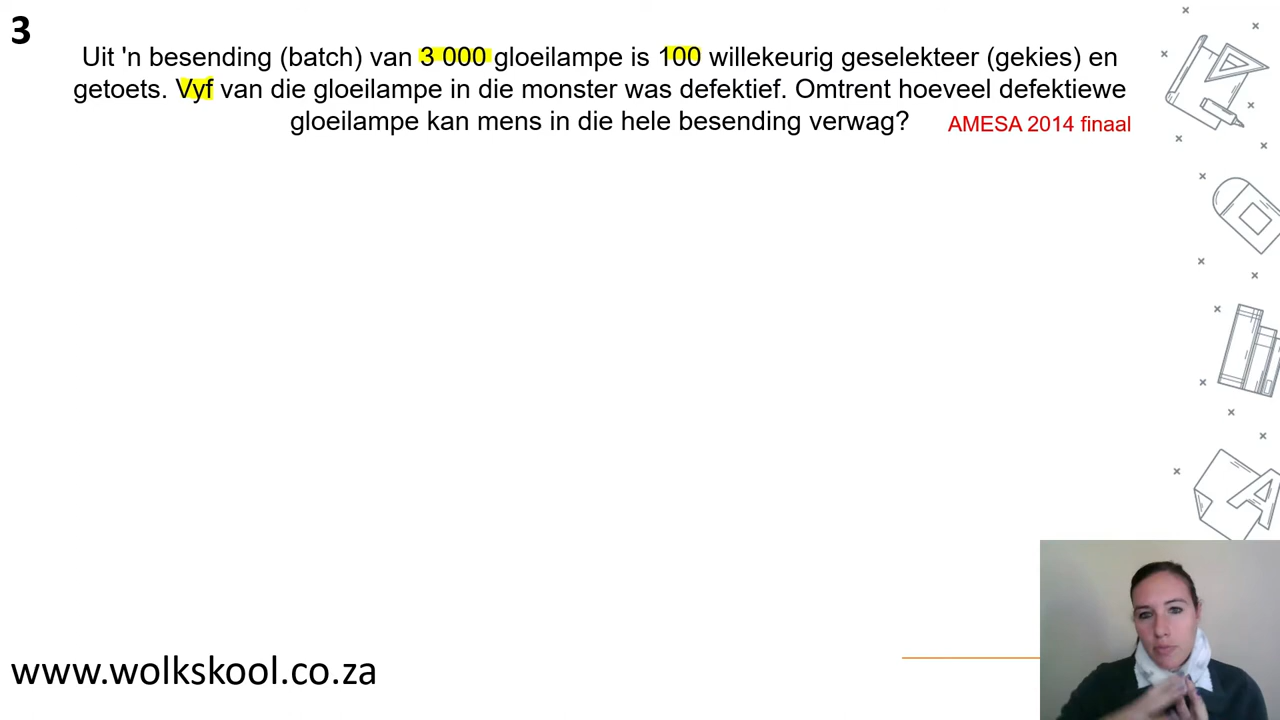 3
Uit 'n besending (batch) van 3 000 gloeilampe is 100 willekeurig geselekteer (gekies) en
getoets. Vyf van die gloeilampe in die monster was defektief. Omtrent hoeveel defektiewe
gloeilampe kan mens in die hele besending verwag? AMESA 2014 finaal
www.wolkskool.co.za